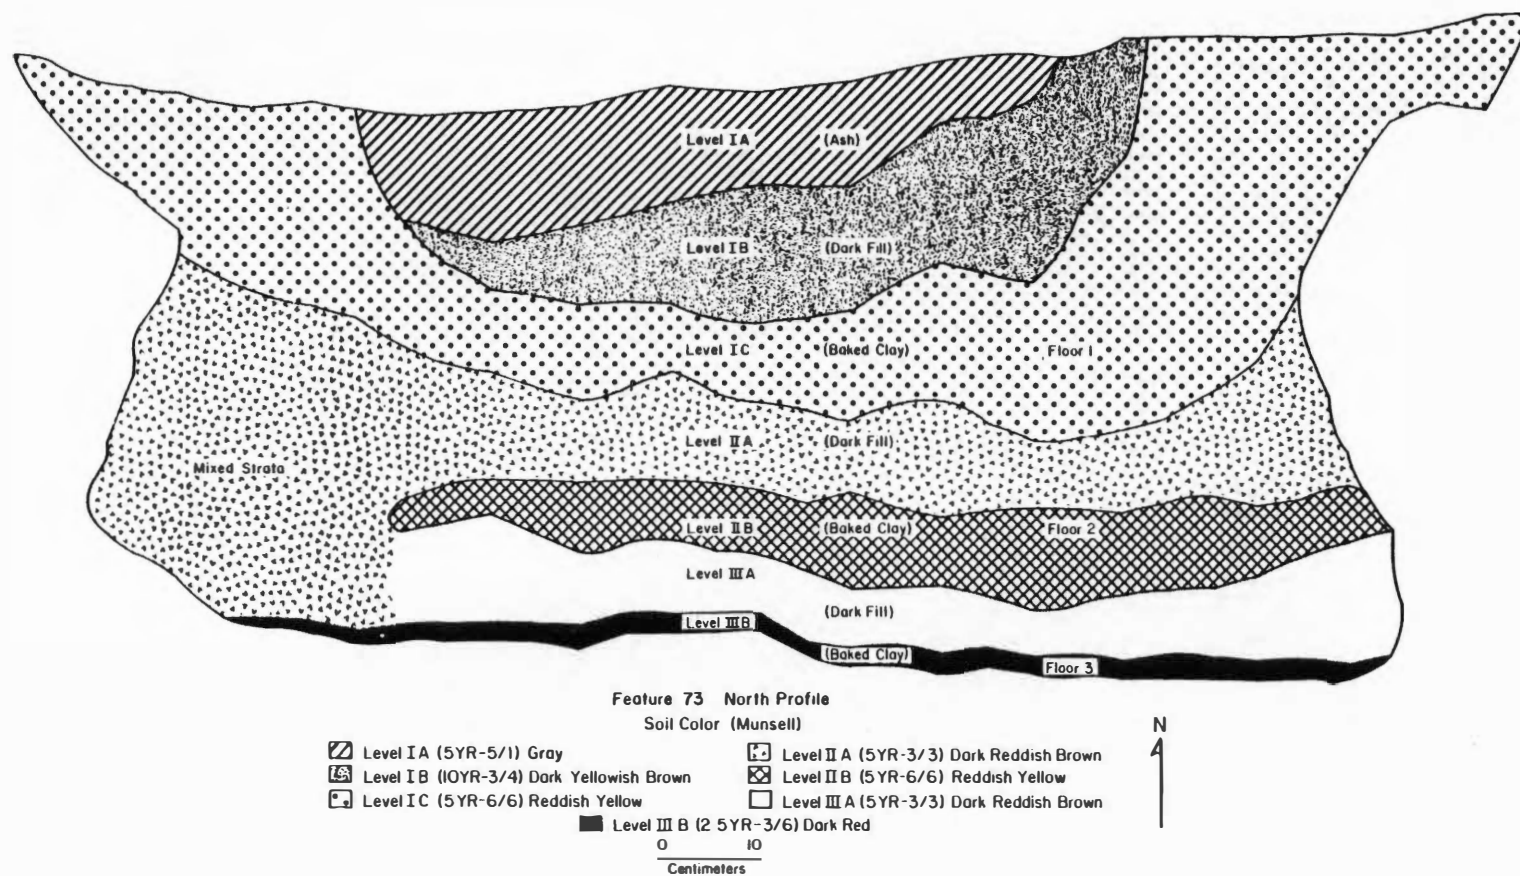 Level IA (Ash)
Level IB (Dark Fill)
Level IC (Baked Clay) Floor 1
Level IIA (Dark Fill)
Mixed Strata
Level IIB (Baked Clay) Floor 2
Level IIIA
(Dark Fill)
Level IIIB
(Baked Clay)
Floor 3
Feature 73 North Profile
Soil Color (Munsell)
N
Level IA (5YR-5/1) Gray
Level IIA (5YR-3/3) Dark Reddish Brown
Level IB (10YR-3/4) Dark Yellowish Brown
Level IIB (5YR-6/6) Reddish Yellow
Level IC (5YR-6/6) Reddish Yellow
Level IIIA (5YR-3/3) Dark Reddish Brown
Level IIIB (2 5YR-3/6) Dark Red
0 10
Centimeters